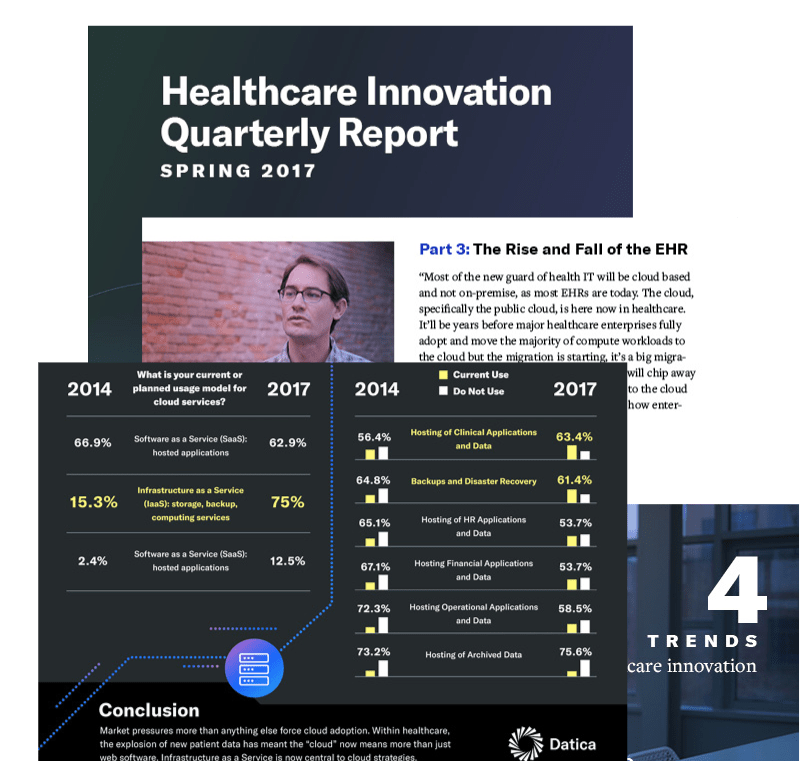 Healthcare Innovation
Quarterly Report
SPRING 2017
Part 3: The Rise and Fall of the EHR
“Most of the new guard of health IT will be cloud based
and not on-premise, as most EHRs are today. The cloud,
specifically the public cloud, is here now in healthcare.
It’ll be years before major healthcare enterprises fully
adopt and move the majority of compute workloads to
the cloud but the migration is starting, it’s a big migra-
will chip away
to the cloud
how enter-
2014
What is your current or
planned usage model for
cloud services?
2017
66.9%
Software as a Service (SaaS):
hosted applications
62.9%
15.3%
Infrastructure as a Service
(IaaS): storage, backup,
computing services
75%
2.4%
Software as a Service (SaaS):
hosted applications
12.5%
2014
Current Use
Do Not Use
2017
56.4%
Hosting of Clinical Applications
and Data
63.4%
64.8%
Backups and Disaster Recovery
61.4%
65.1%
Hosting of HR Applications
and Data
53.7%
67.1%
Hosting Financial Applications
and Data
53.7%
72.3%
Hosting Operational Applications
and Data
58.5%
73.2%
Hosting of Archived Data
75.6%
4
TRENDS
care innovation
Conclusion
Market pressures more than anything else force cloud adoption. Within healthcare,
the explosion of new patient data has meant the “cloud” now means more than just
web software. Infrastructure as a Service is now central to cloud strategies.
Datica